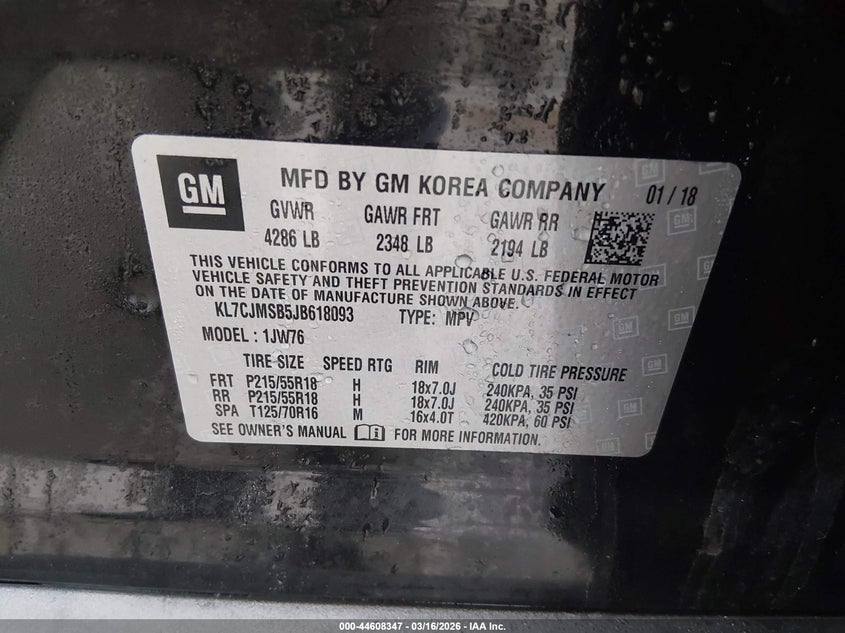 GM MFD BY GM KOREA COMPANY 01 / 18
GVWR GAWR FRT GAWR RR
4286 LB 2348 LB 2194 LB
THIS VEHICLE CONFORMS TO ALL APPLICABLE U.S. FEDERAL MOTOR
VEHICLE SAFETY AND THEFT PREVENTION STANDARDS IN EFFECT
ON THE DATE OF MANUFACTURE SHOWN ABOVE.
KL7CJMSB5JB618093 TYPE: MPV
MODEL : 1JW76
TIRE SIZE SPEED RTG RIM COLD TIRE PRESSURE
FRT P215/55R18 H 18x7.0J 240KPA, 35 PSI
RR P215/55R18 H 18x7.0J 240KPA, 35 PSI
SPA T125/70R16 M 16x4.0T 420KPA, 60 PSI
SEE OWNER'S MANUAL FOR MORE INFORMATION.
000-44608347 - 03/16/2026 - IAA Inc.